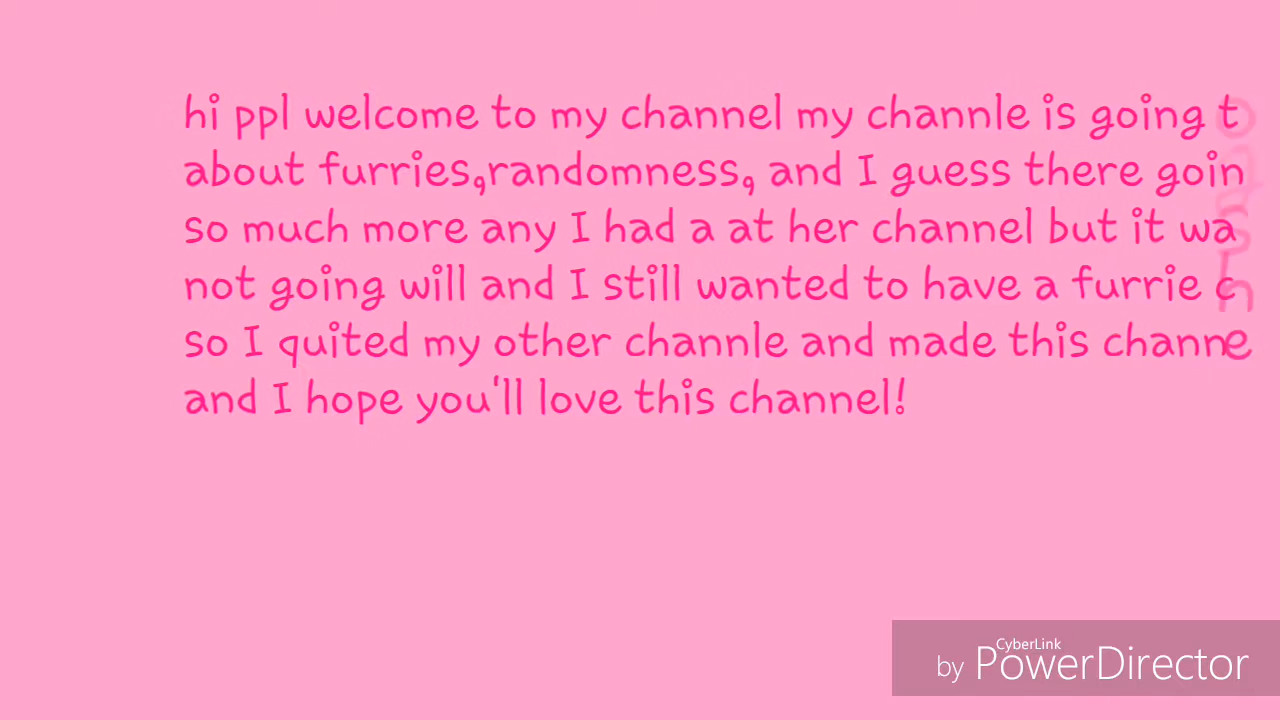 hi ppl welcome to my channel my channle is going t
about furries,randomness, and I guess there goin
so much more any I had a at her channel but it wa
not going will and I still wanted to have a furrie c
so I quited my other channle and made this channe
and I hope you'll love this channel!
CyberLink
by PowerDirector